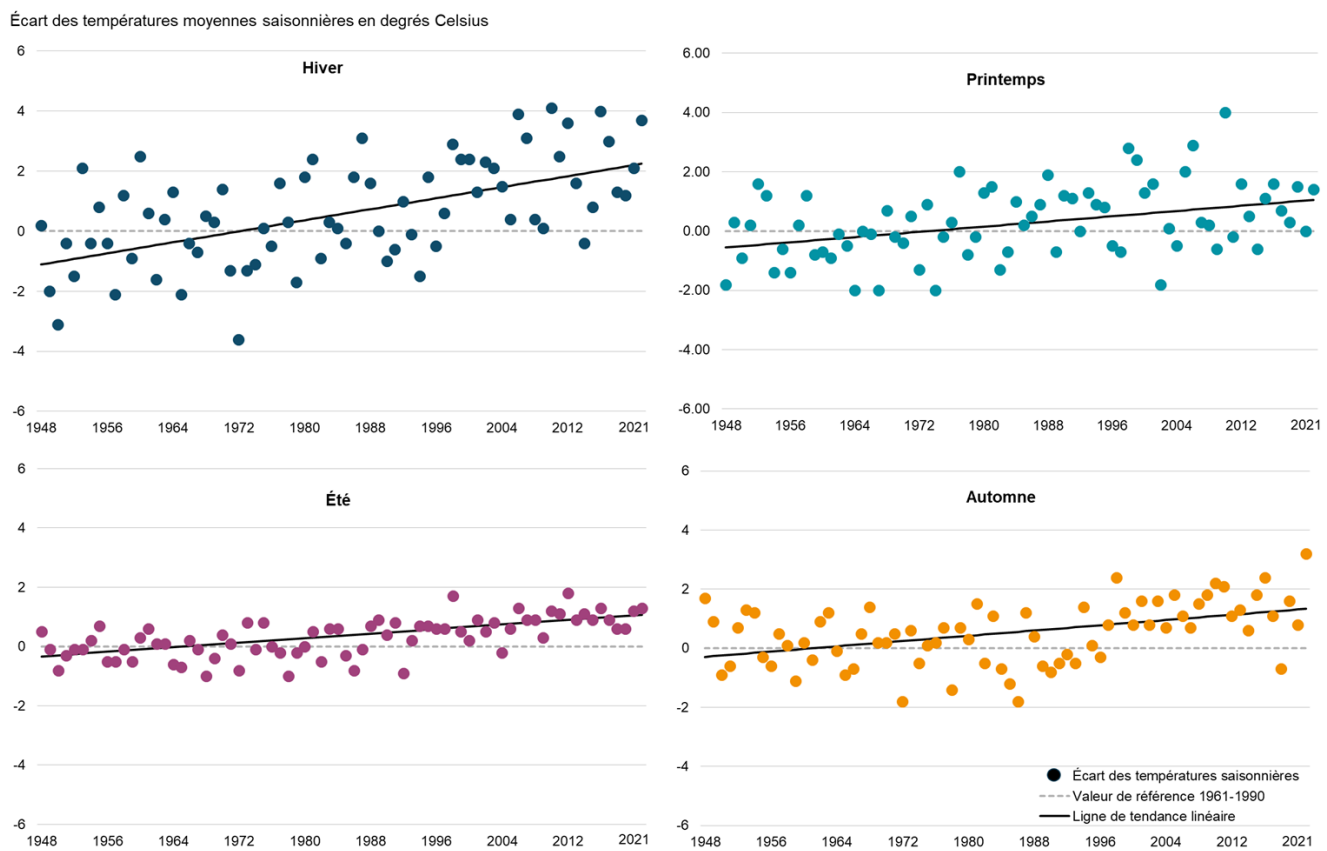 Écart des températures moyennes saisonnières en degrés Celsius
Hiver
6
4
2
0
-2
-4
-6
1948 1956 1964 1972 1980 1988 1996 2004 2012 2021
Printemps
6.00
4.00
2.00
0.00
-2.00
-4.00
-6.00
1948 1956 1964 1972 1980 1988 1996 2004 2012 2021
Été
6
4
2
0
-2
-4
-6
1948 1956 1964 1972 1980 1988 1996 2004 2012 2021
Automne
6
4
2
0
-2
-4
-6
Écart des températures saisonnières
Valeur de référence 1961-1990
Ligne de tendance linéaire
1948 1956 1964 1972 1980 1988 1996 2004 2012 2021